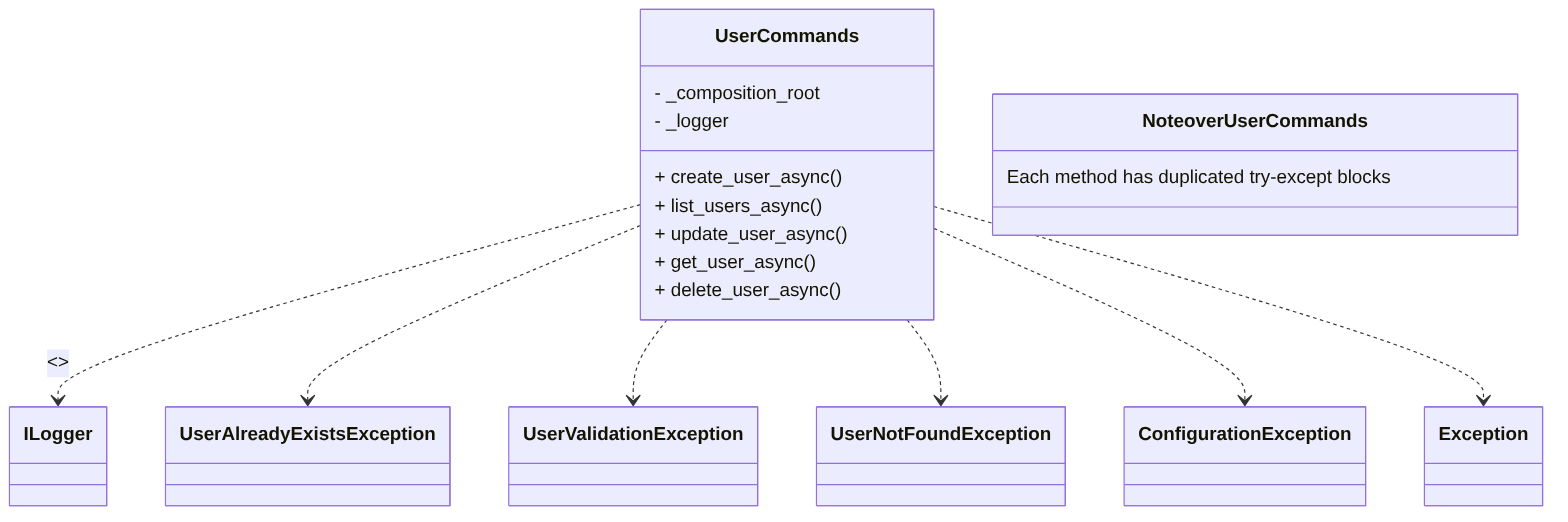 UserCommands
- _composition_root
- _logger
+ create_user_async()
+ list_users_async()
+ update_user_async()
+ get_user_async()
+ delete_user_async()
NoteoverUserCommands
Each method has duplicated try-except blocks
<>
ILogger
UserAlreadyExistsException
UserValidationException
UserNotFoundException
ConfigurationException
Exception